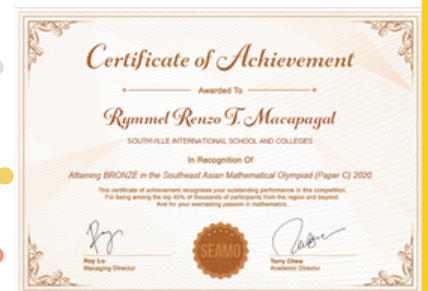 Certificate of Achievement
Awarded To
Rymmel Renzo T. Macapagal
SOUTHVILLE INTERNATIONAL SCHOOL AND COLLEGES
In Recognition Of
Attaining BRONZE in the Southeast Asian Mathematical Olympiad (Paper C) 2020
This certificate of achievement recognises your outstanding performance in this competition.
For being among the top 40% of thousands of participants from the region and beyond.
And for your everlasting passion in mathematics.
SEAMO
Roy Lo
Managing Director
Terry Chew
Academic Director